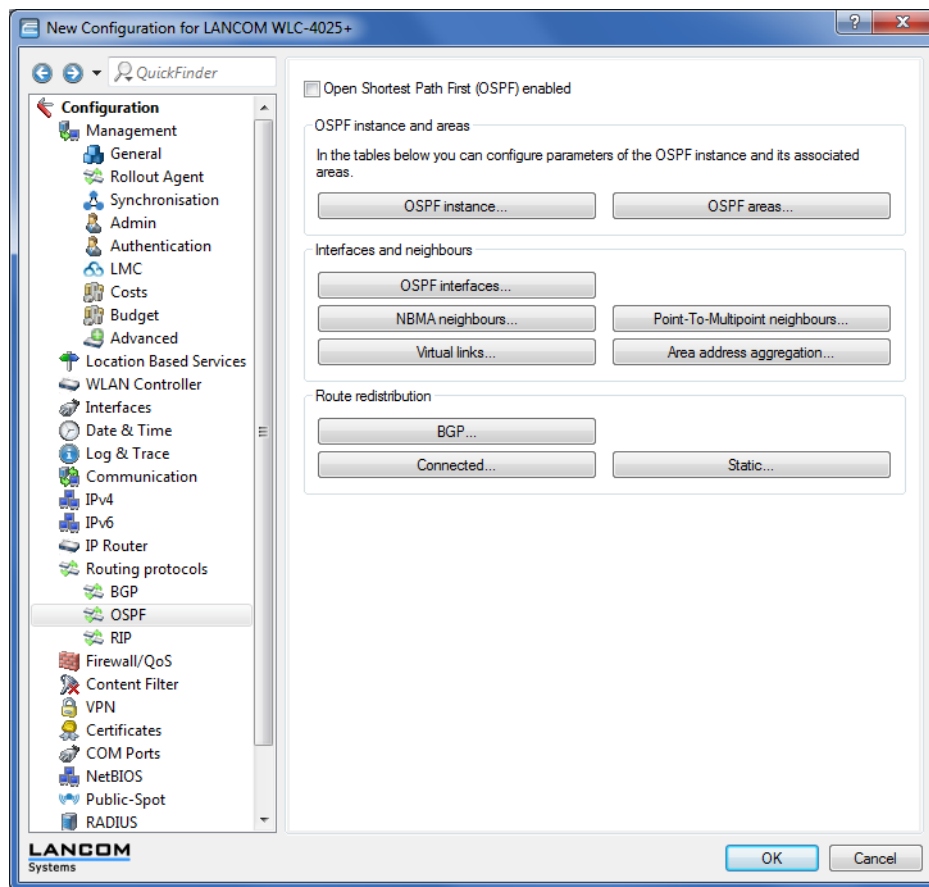 New Configuration for LANCOM WLC-4025+
QuickFinder
Configuration
Management
General
Rollout Agent
Synchronisation
Admin
Authentication
LMC
Costs
Budget
Advanced
Location Based Services
WLAN Controller
Interfaces
Date & Time
Log & Trace
Communication
IPv4
IPv6
IP Router
Routing protocols
BGP
OSPF
RIP
Firewall/QoS
Content Filter
VPN
Certificates
COM Ports
NetBIOS
Public-Spot
RADIUS
Open Shortest Path First (OSPF) enabled
OSPF instance and areas
In the tables below you can configure parameters of the OSPF instance and its associated
areas.
OSPF instance...
OSPF areas...
Interfaces and neighbours
OSPF interfaces...
NBMA neighbours...
Point-To-Multipoint neighbours...
Virtual links...
Area address aggregation...
Route redistribution
BGP...
Connected...
Static...
LANCOM
Systems
OK
Cancel